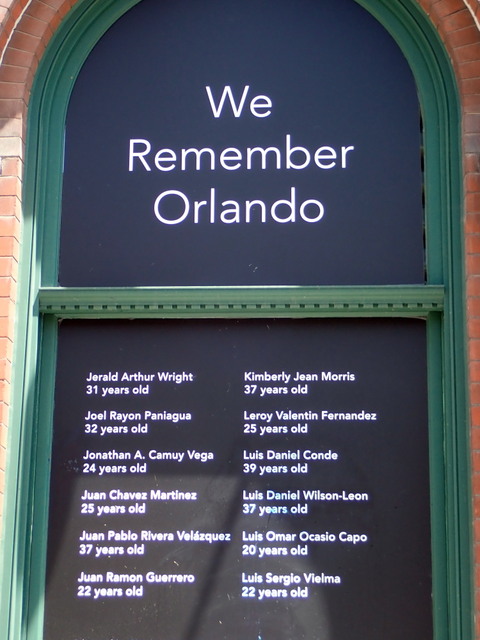 We
Remember
Orlando
Jerald Arthur Wright
31 years old
Joel Rayon Paniagua
32 years old
Jonathan A. Camuy Vega
24 years old
Juan Chavez Martinez
25 years old
Juan Pablo Rivera Velázquez
37 years old
Juan Ramon Guerrero
22 years old
Kimberly Jean Morris
37 years old
Leroy Valentin Fernandez
25 years old
Luis Daniel Conde
39 years old
Luis Daniel Wilson-Leon
37 years old
Luis Omar Ocasio Capo
20 years old
Luis Sergio Vielma
22 years old